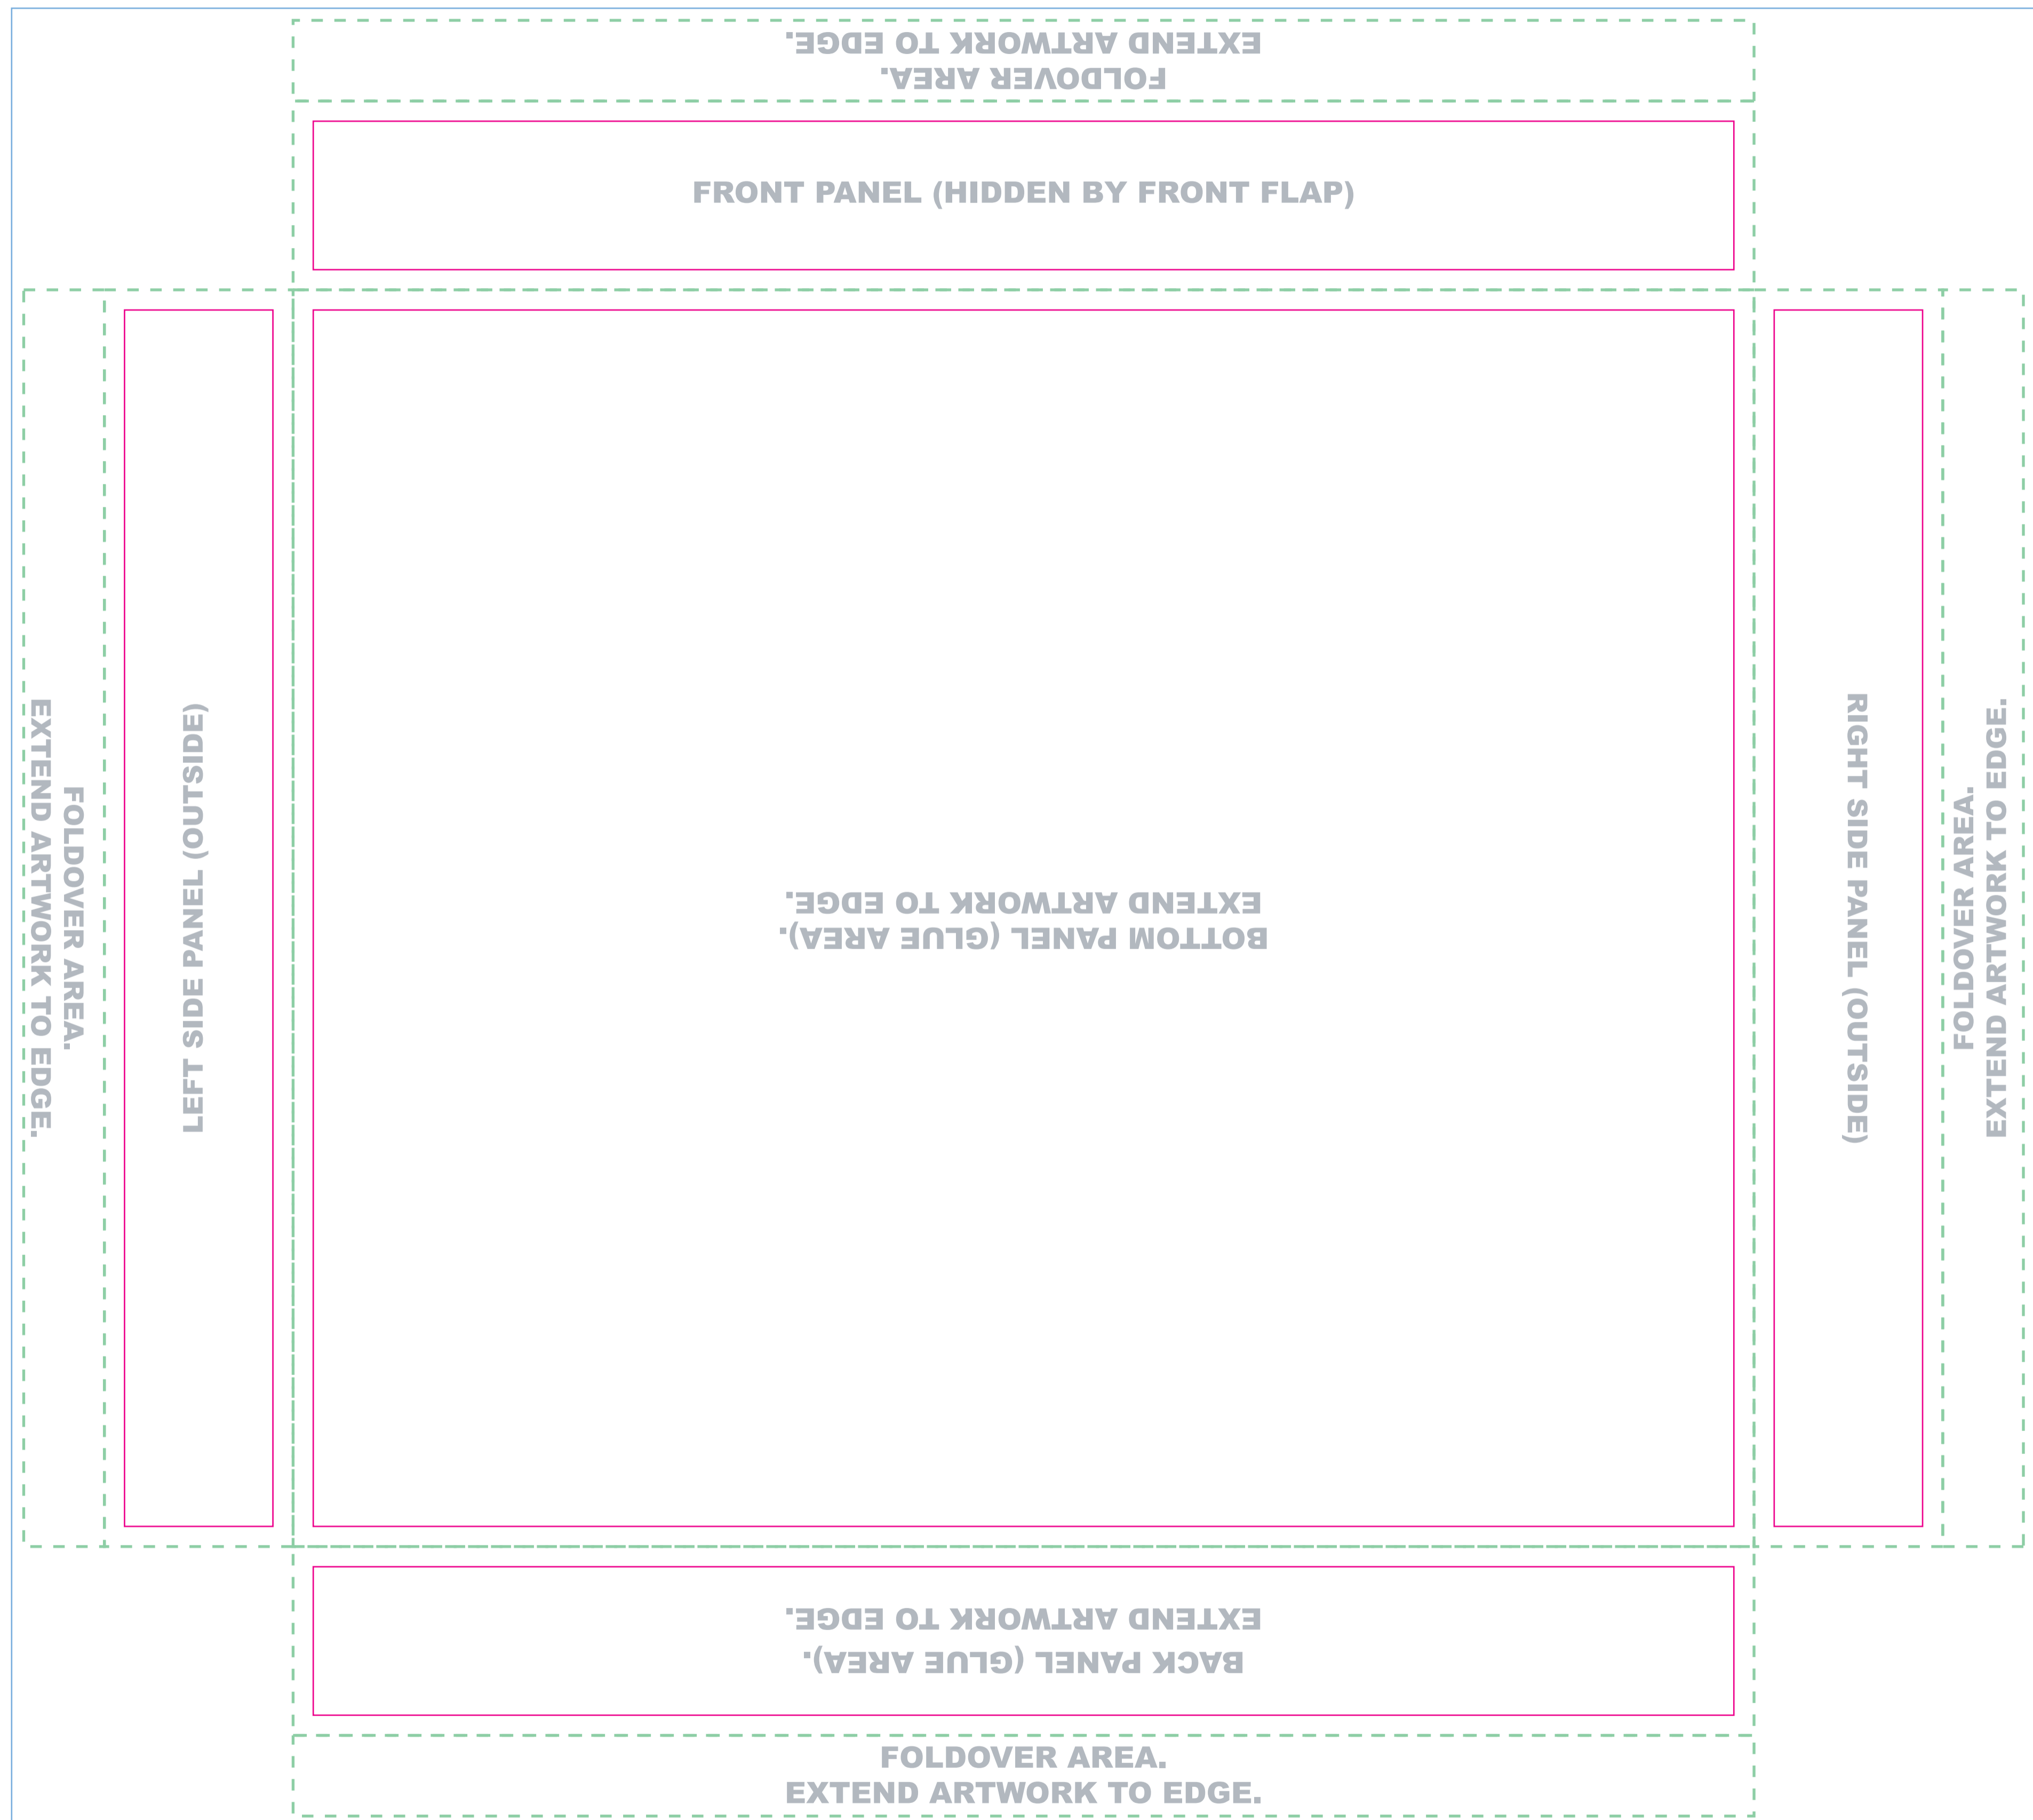 EXTEND ARTWORK TO EDGE.
FOLDOVER AREA.
FRONT PANEL (HIDDEN BY FRONT FLAP)
FOLDOVER AREA.
EXTEND ARTWORK TO EDGE.
LEFT SIDE PANEL (OUTSIDE)
BOTTOM PANEL (GLUE AREA).
EXTEND ARTWORK TO EDGE.
RIGHT SIDE PANEL (OUTSIDE)
FOLDOVER AREA.
EXTEND ARTWORK TO EDGE.
BACK PANEL (GLUE AREA).
EXTEND ARTWORK TO EDGE.
FOLDOVER AREA.
EXTEND ARTWORK TO EDGE.